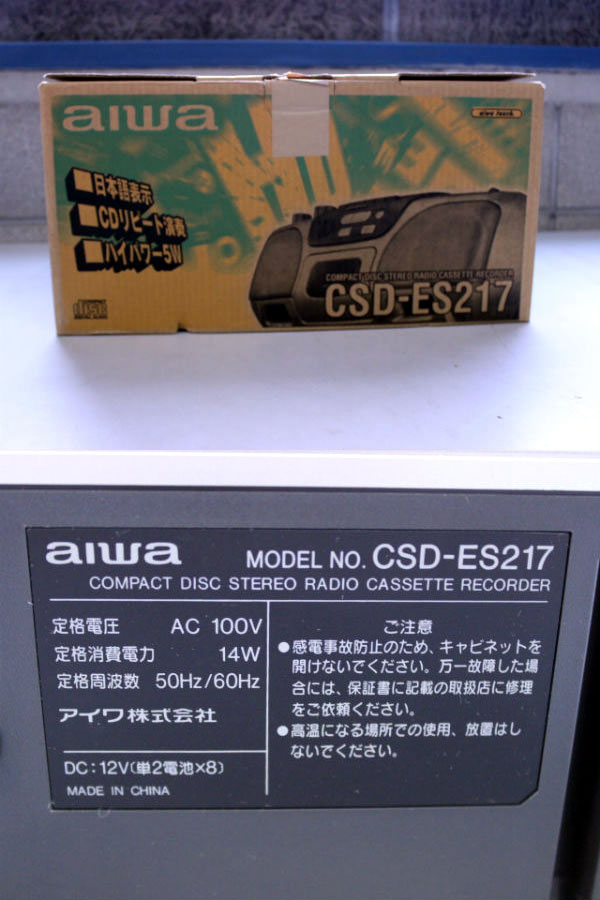 aiwa
aiwa tech.
■日本語表示
■CDリピート演奏
■ハイパワー5W
COMPACT DISC STEREO RADIO CASSETTE RECORDER
CSD-ES217
disc
aiwa MODEL NO. CSD-ES217
COMPACT DISC STEREO RADIO CASSETTE RECORDER
定格電圧 AC 100V
定格消費電力 14W
定格周波数 50Hz/60Hz
アイワ株式会社
DC:12V(単2電池×8)
MADE IN CHINA
ご注意
●感電事故防止のため、キャビネットを
開けないでください。万一故障した場
合には、保証書に記載の取扱店に修理
をご依頼ください。
●高温になる場所での使用、放置はし
ないでください。